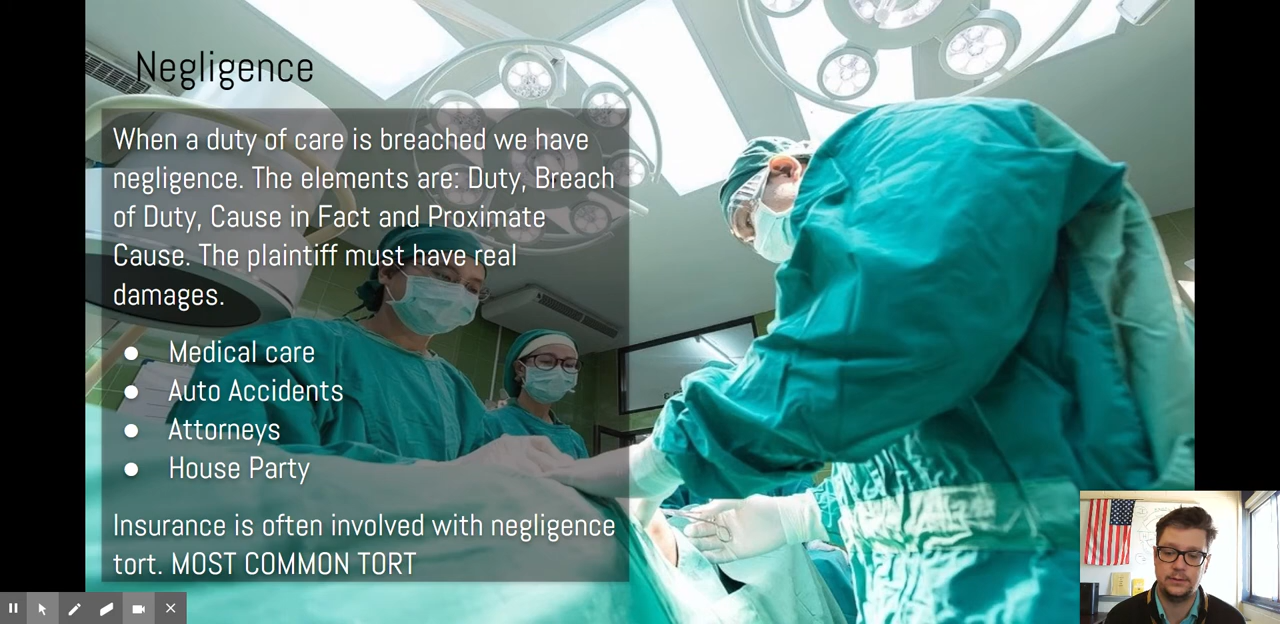 Negligence
When a duty of care is breached we have
negligence. The elements are: Duty, Breach
of Duty, Cause in Fact and Proximate
Cause. The plaintiff must have real
damages.
● Medical care
● Auto Accidents
● Attorneys
● House Party
Insurance is often involved with negligence
tort. MOST COMMON TORT